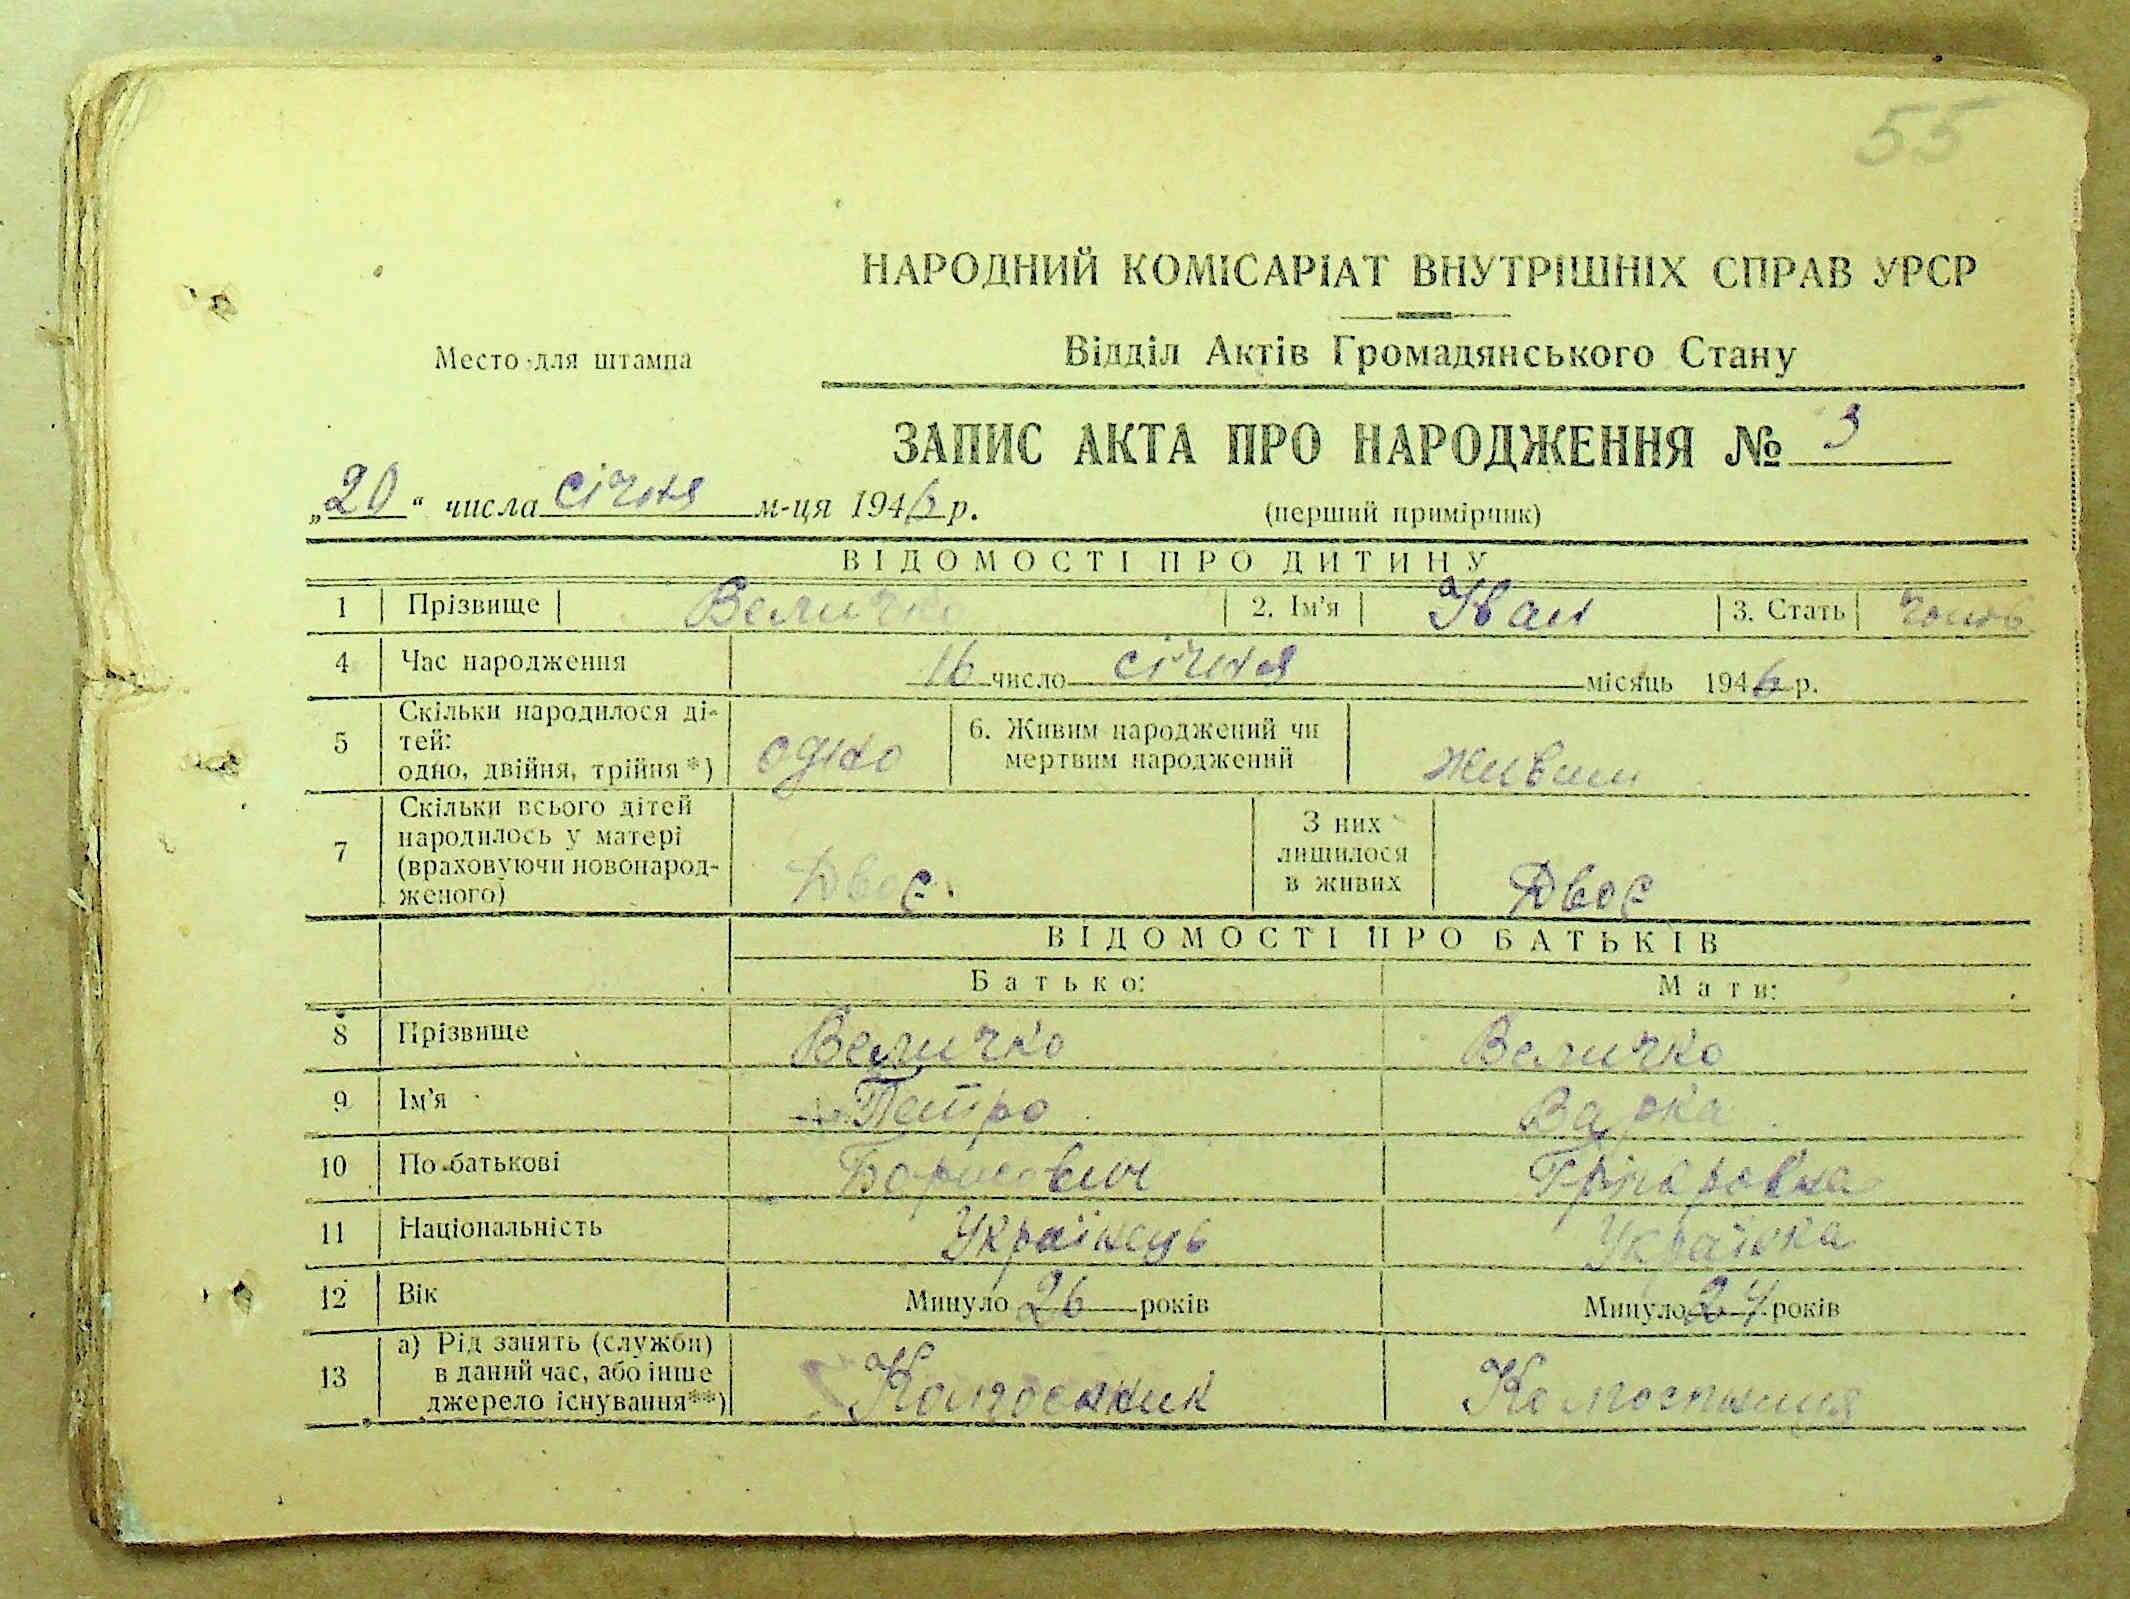 55
НАРОДНИЙ КОМІСАРІАТ ВНУТРІШНІХ СПРАВ УРСР
Место для штампа
Відділ Актів Громадянського Стану
ЗАПИС АКТА ПРО НАРОДЖЕННЯ № 3
„20“ числа січня м-ця 1946 р.
(перший примірник)
ВІДОМОСТІ ПРО ДИТИНУ
1 Прізвище Величко 2. Ім'я Іван 3. Стать
4 Час народження 16 число січня місяць 1946 р.
5 Скільки народилося ді-
тей:
одно, двійня, трійня*) одно 6. Живим народжений чи
мертвим народжений живим
7 Скільки всього дітей
народилось у матері
(враховуючи новонарод-
женого) Двоє. З них
лишилося
в живих Двоє
ВІДОМОСТІ ПРО БАТЬКІВ
Батько: Мати:
8 Прізвище Величко Величко
9 Ім'я Петро Варка
10 По батькові Борисович
11 Національність Українець Українка
12 Вік Минуло 26 років Минуло 24 років
13 а) Рід занять (служби)
в даний час, або інше
джерело існування**) Колгоспник Колгоспниця